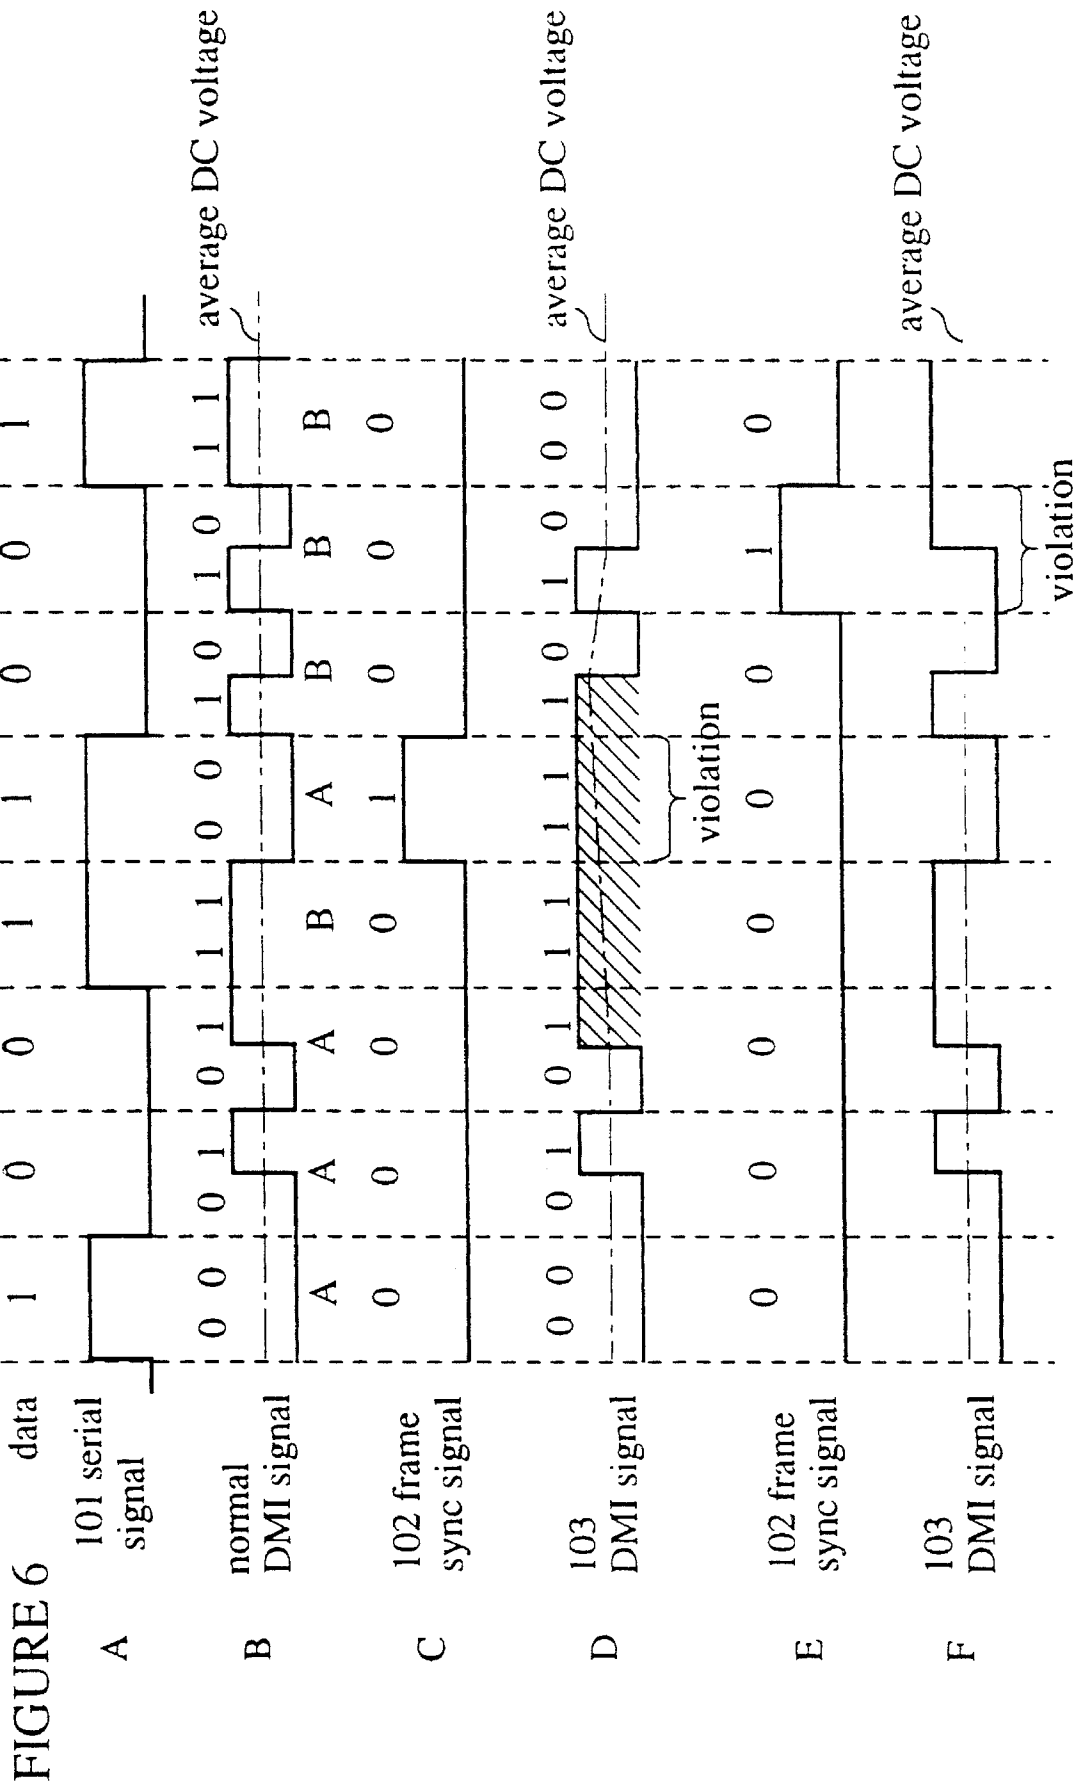 FIGURE 6
data 1 0 0 1 1 0 0 1
A 101 serial
signal
average DC voltage
0 0 0 1 0 1 1 1 0 0 1 0 1 0 1 1
B normal
DMI signal
A A A B A B B B
C 102 frame
sync signal
0 0 0 0 1 0 0 0
average DC voltage
0 0 0 1 0 1 1 1 1 1 1 0 1 0 0 0
D 103
DMI signal
violation
E 102 frame
sync signal
0 0 0 0 0 0 1 0
average DC voltage
F 103
DMI signal
violation